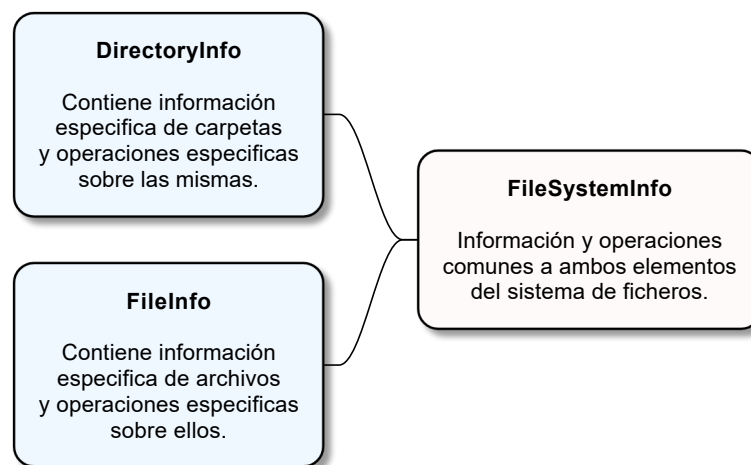 DirectoryInfo
Contiene información
especifica de carpetas
y operaciones especificas
sobre las mismas.
FileInfo
Contiene información
especifica de archivos
y operaciones especificas
sobre ellos.
FileSystemInfo
Información y operaciones
comunes a ambos elementos
del sistema de ficheros.